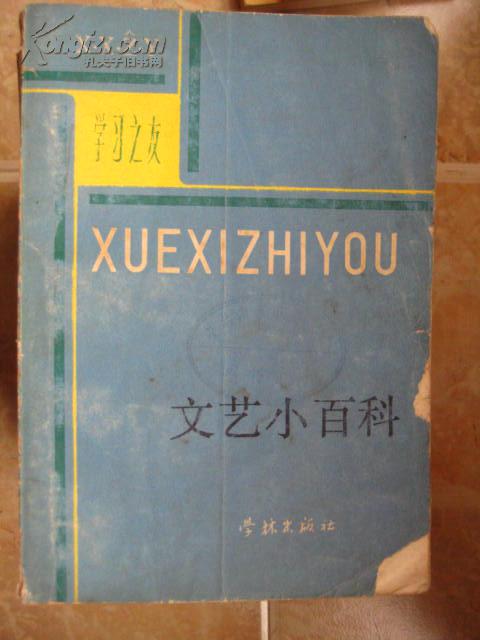 Kongfz.com
孔夫子旧书网
学习之友
XUEXIZHIYOU
文艺小百科
学林出版社